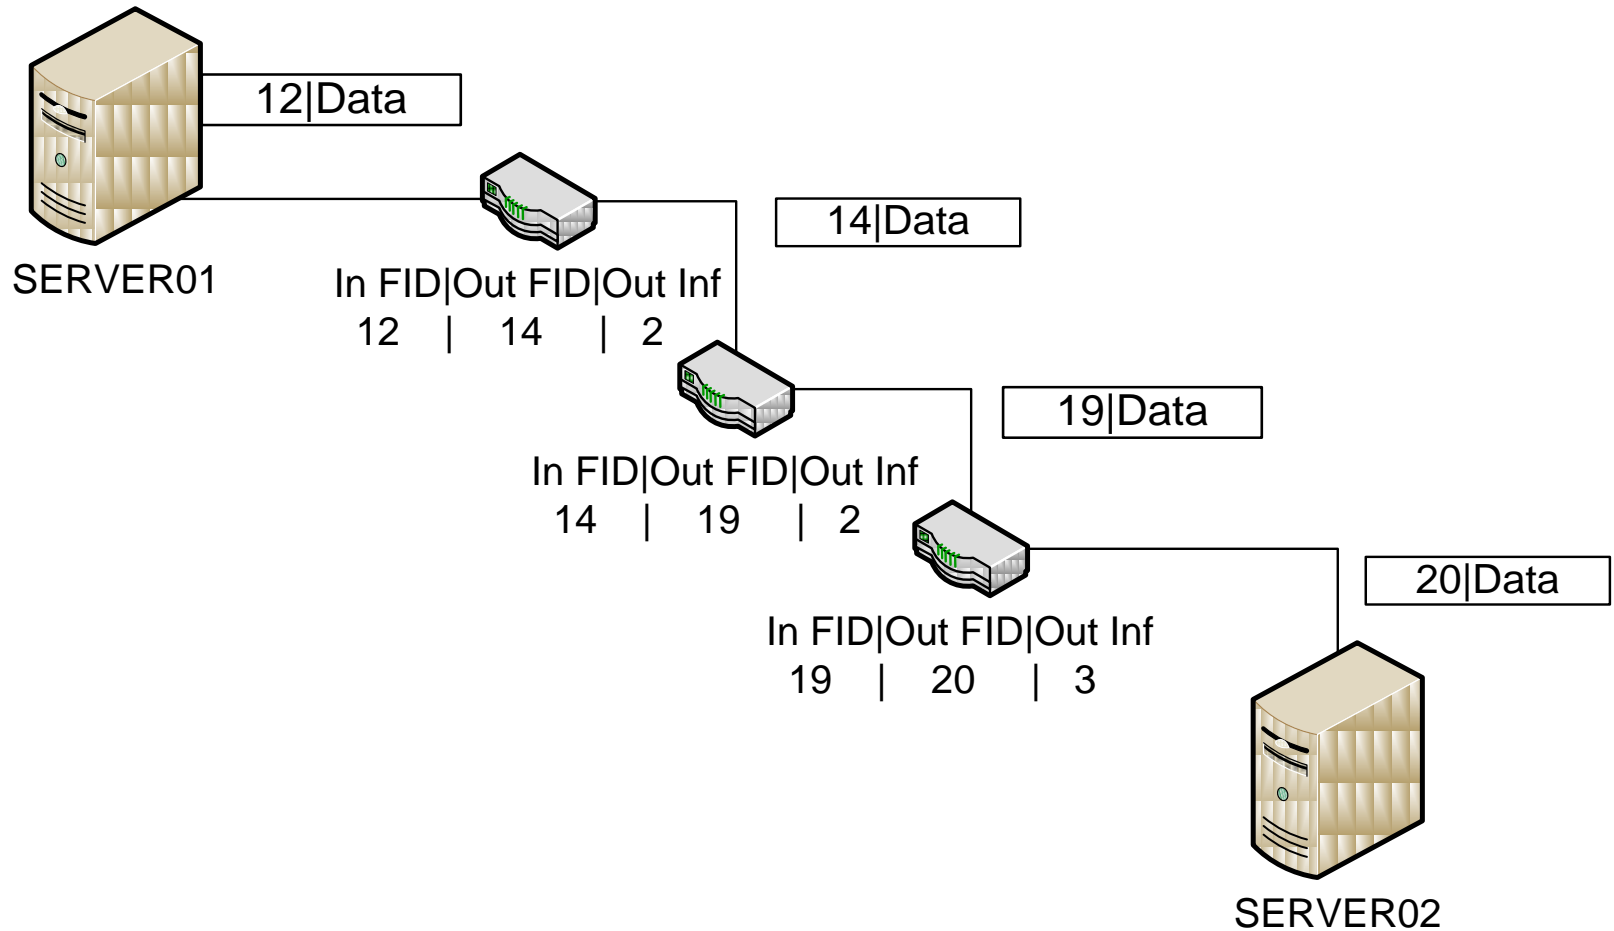 12|Data
SERVER01
14|Data
In FID|Out FID|Out Inf
12 | 14 | 2
19|Data
In FID|Out FID|Out Inf
14 | 19 | 2
20|Data
In FID|Out FID|Out Inf
19 | 20 | 3
SERVER02